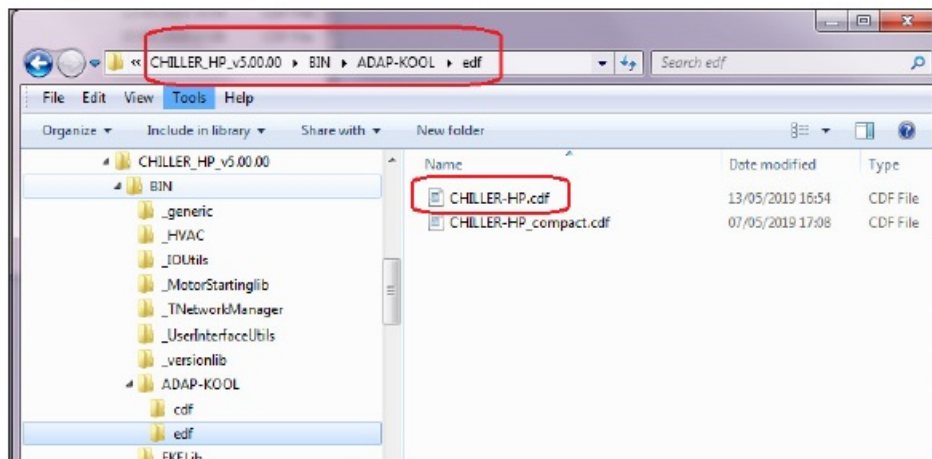 « CHILLER_HP_v5.00.00 ▸ BIN ▸ ADAP-KOOL ▸ edf
Search edf
File Edit View Tools Help
Organize Include in library Share with New folder
Name Date modified Type
CHILLER_HP_v5.00.00
BIN
_generic
_HVAC
_IOUtils
_MotorStartinglib
_TNetworkManager
_UserInterfaceUtils
_versionlib
ADAP-KOOL
cdf
edf
EKELib
CHILLER-HP.cdf 13/05/2019 16:54 CDF File
CHILLER-HP_compact.cdf 07/05/2019 17:08 CDF File